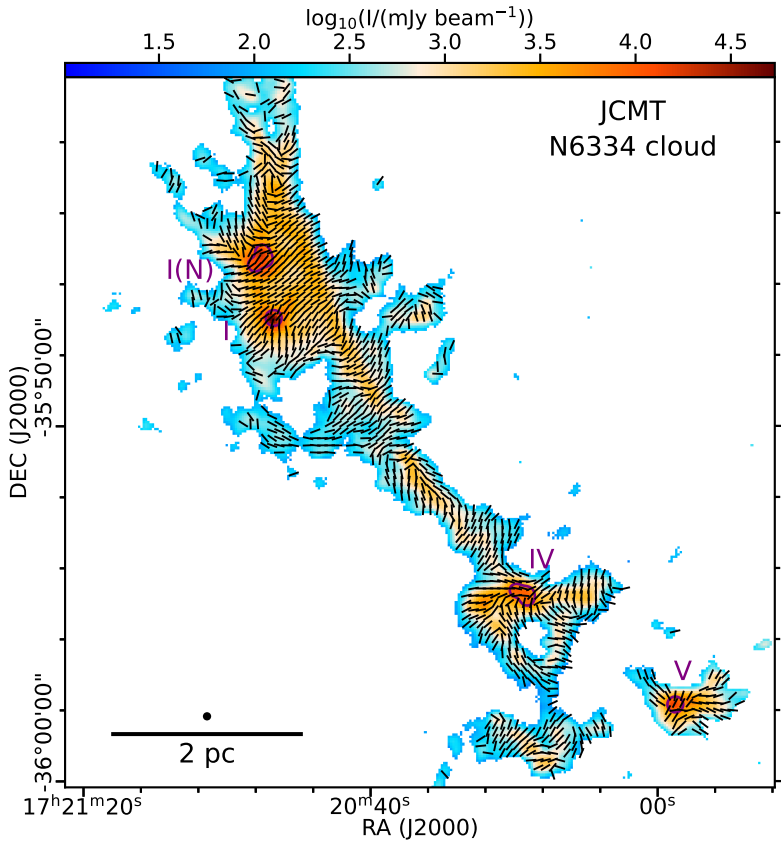 log₁₀(I/(mJy beam⁻¹))
1.5 2.0 2.5 3.0 3.5 4.0 4.5
JCMT
N6334 cloud
I(N)
I
-35°50'00"
DEC (J2000)
IV
V
2 pc
-36°00'00"
17ʰ21ᵐ20ˢ 20ᵐ40ˢ 00ˢ
RA (J2000)